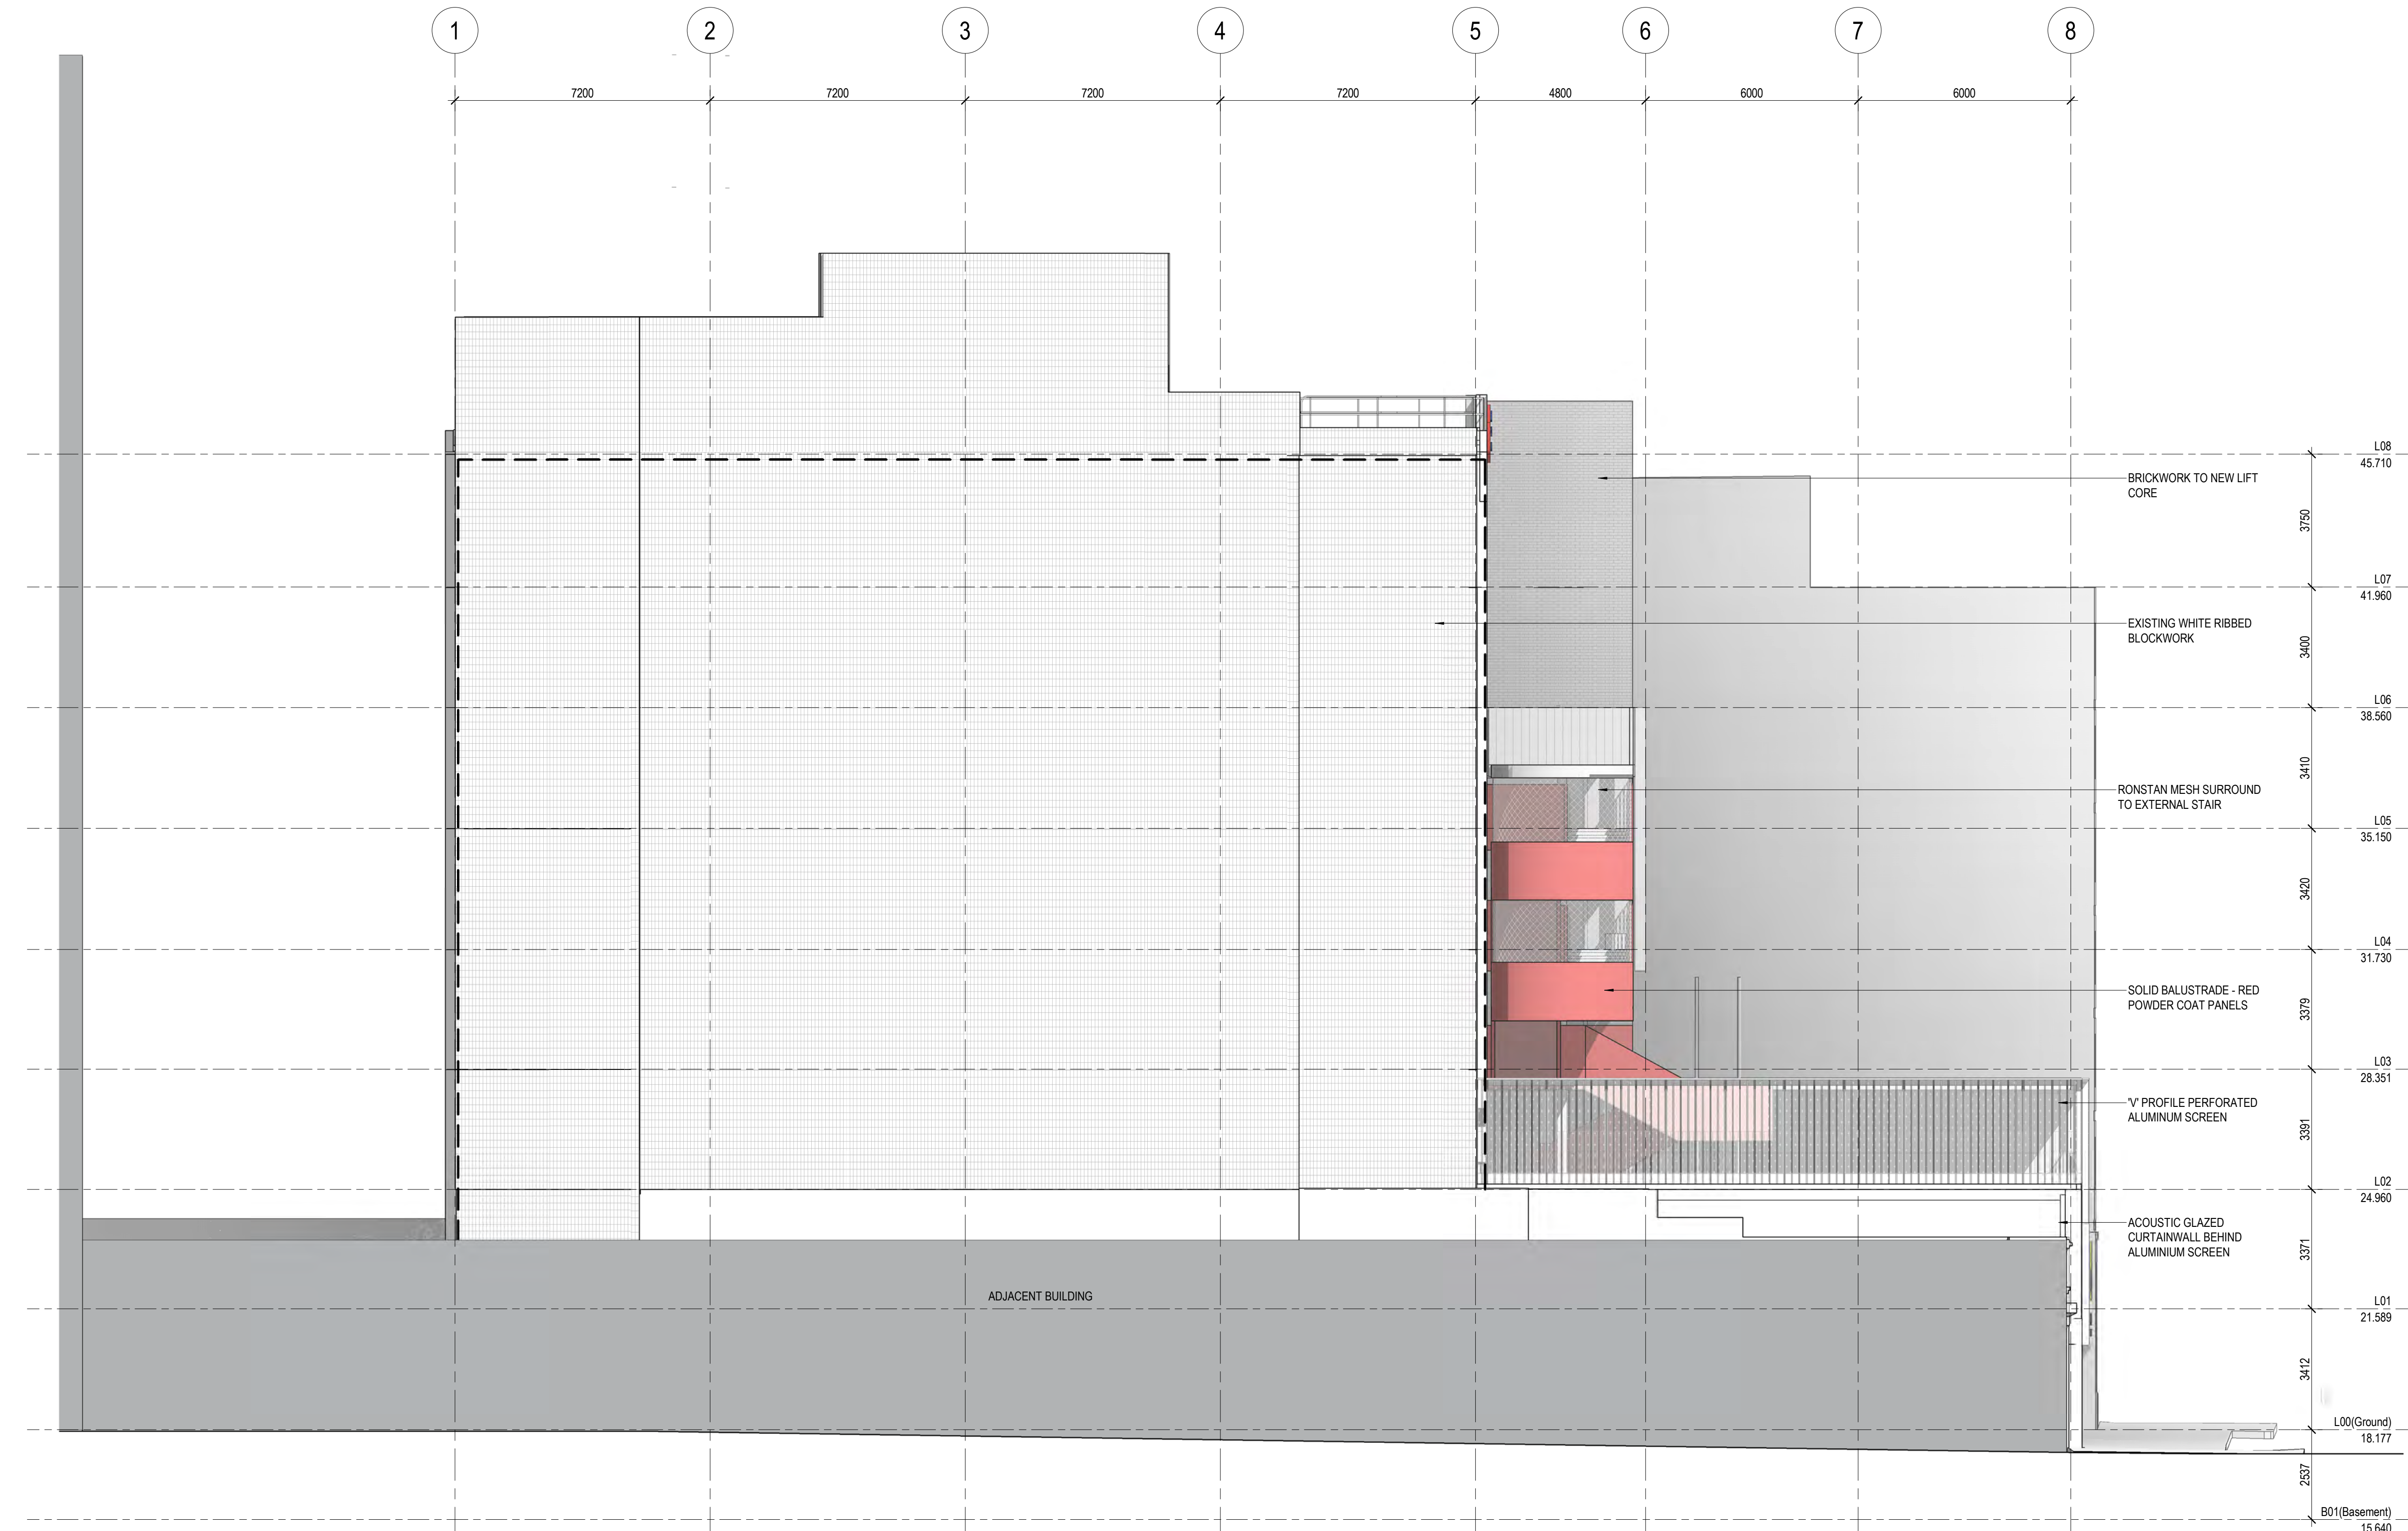 1
2
3
4
5
6
7
8
7200
7200
7200
7200
4800
6000
6000
L08
45.710
BRICKWORK TO NEW LIFT
CORE
3750
L07
41.960
EXISTING WHITE RIBBED
BLOCKWORK
3400
L06
38.560
3410
RONSTAN MESH SURROUND
TO EXTERNAL STAIR
L05
35.150
3420
L04
31.730
SOLID BALUSTRADE - RED
POWDER COAT PANELS
3379
L03
28.351
'V' PROFILE PERFORATED
ALUMINUM SCREEN
3391
L02
24.960
ACOUSTIC GLAZED
CURTAINWALL BEHIND
ALUMINIUM SCREEN
3371
ADJACENT BUILDING
L01
21.589
3412
L00(Ground)
18.177
2537
B01(Basement)
15.640